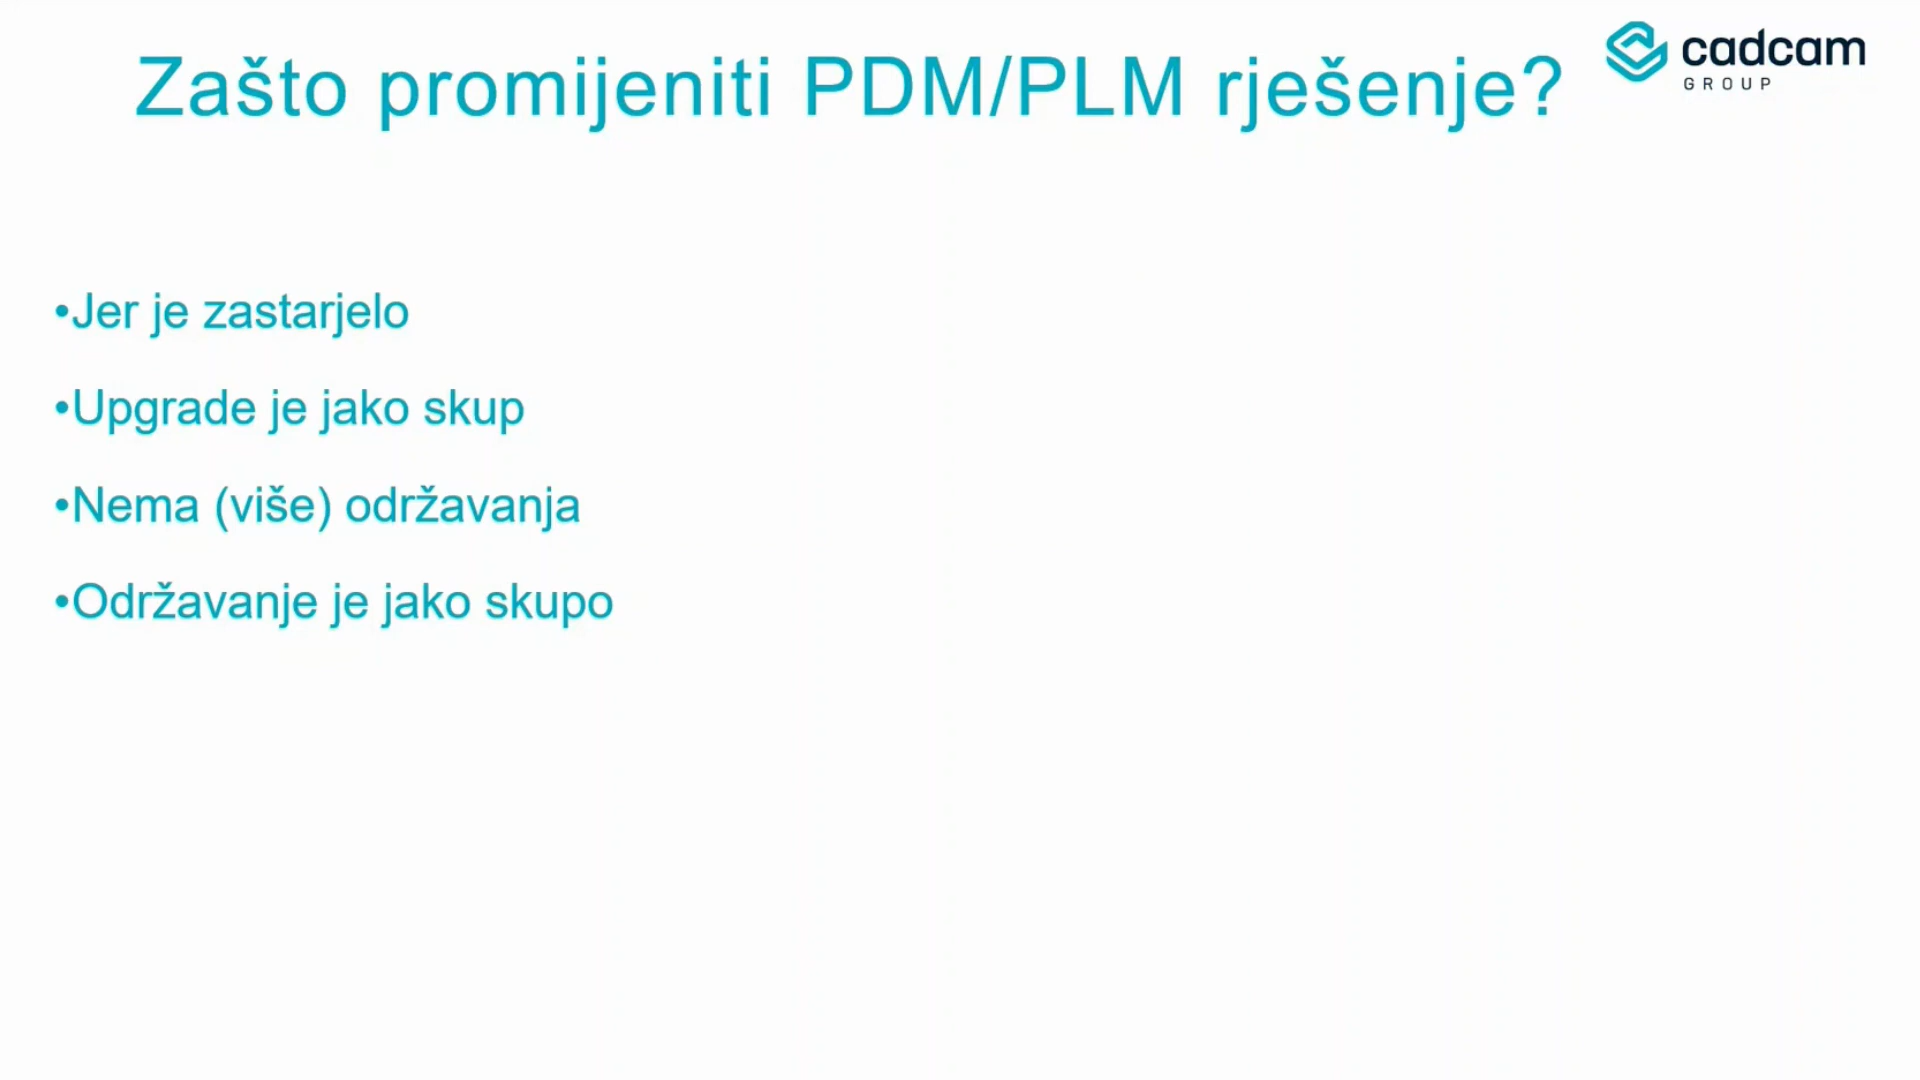 Zašto promijeniti PDM/PLM rješenje?
cadcam
GROUP
•Jer je zastarjelo
•Upgrade je jako skup
•Nema (više) održavanja
•Održavanje je jako skupo